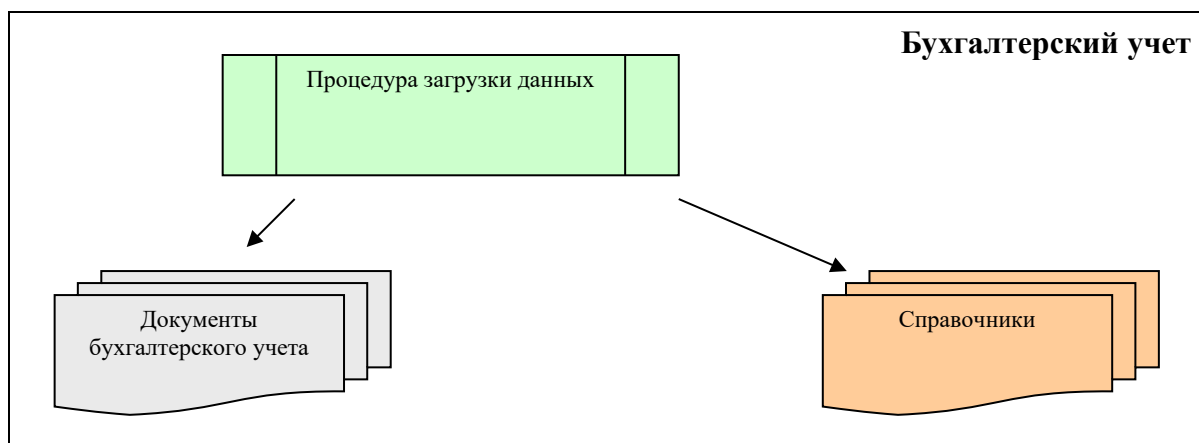 Бухгалтерский учет
Процедура загрузки данных
Документы
бухгалтерского учета
Справочники